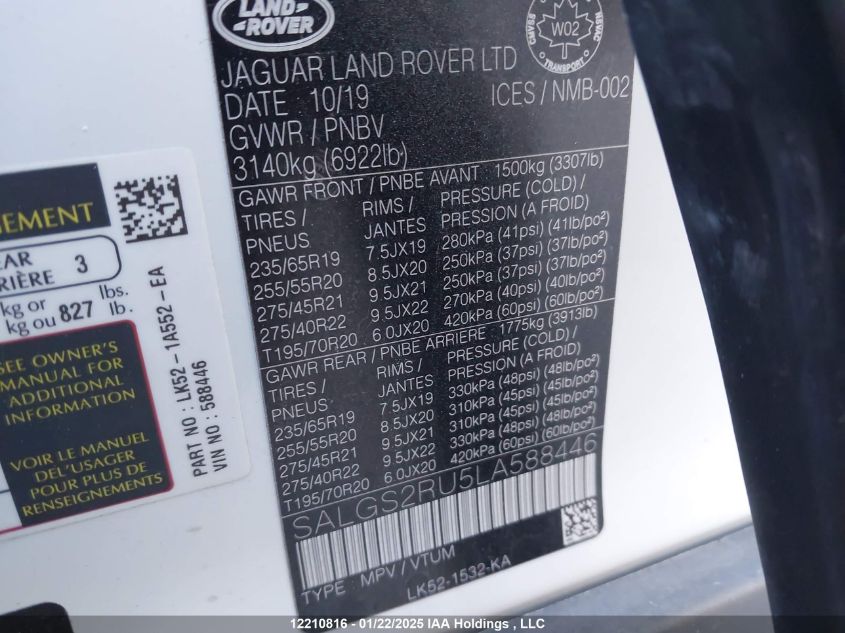 LAND-
-ROVER
CMVSS
NSVAC
W02
TRANSPORT
JAGUAR LAND ROVER LTD
DATE 10/19
ICES / NMB-002
GVWR / PNBV
3140kg (6922lb)
GAWR FRONT / PNBE AVANT : 1500kg (3307lb)
TIRES / RIMS / PRESSURE (COLD) /
PNEUS JANTES PRESSION (A FROID)
235/65R19 7.5JX19 280kPa (41psi) (41lb/po²)
255/55R20 8.5JX20 250kPa (37psi) (37lb/po²)
275/45R21 9.5JX21 250kPa (37psi) (37lb/po²)
275/40R22 9.5JX22 270kPa (40psi) (40lb/po²)
T195/70R20 6.0JX20 420kPa (60psi) (60lb/po²)
GAWR REAR / PNBE ARRIERE : 1775kg (3913lb)
TIRES / RIMS / PRESSURE (COLD) /
PNEUS JANTES PRESSION (A FROID)
235/65R19 7.5JX19 330kPa (48psi) (48lb/po²)
255/55R20 8.5JX20 310kPa (45psi) (45lb/po²)
275/45R21 9.5JX21 310kPa (45psi) (45lb/po²)
275/40R22 9.5JX22 330kPa (48psi) (48lb/po²)
T195/70R20 6.0JX20 420kPa (60psi) (60lb/po²)
SALGS2RU5LA588446
TYPE : MPV / VTUM
LK52-1532-KA
NEMENT
EAR
RIÈRE 3
kg or
kg ou 827 lbs.
lb.
SEE OWNER'S
MANUAL FOR
ADDITIONAL
INFORMATION
VOIR LE MANUEL
DEL'USAGER
POUR PLUS DE
RENSEIGNEMENTS
PART NO : LK52 - 1A552 - EA
VIN NO : 588446
12210816 - 01/22/2025 IAA Holdings , LLC